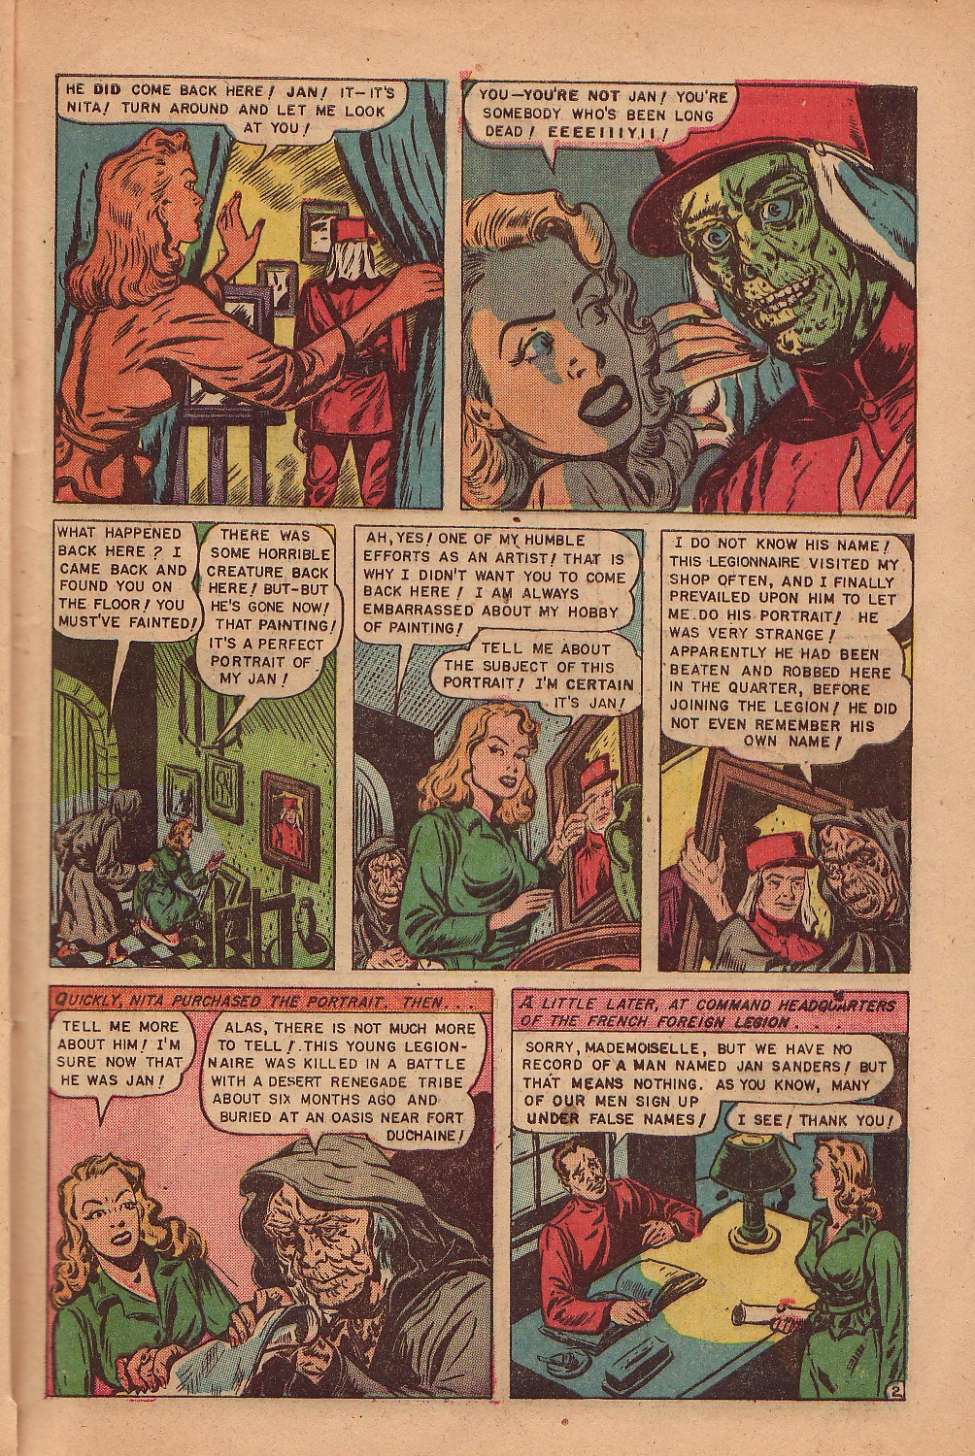 HE DID COME BACK HERE! JAN! IT—IT'S
NITA! TURN AROUND AND LET ME LOOK
AT YOU!
YOU—YOU'RE NOT JAN! YOU'RE
SOMEBODY WHO'S BEEN LONG
DEAD! EEEEIIIYII!
WHAT HAPPENED
BACK HERE? I
CAME BACK AND
FOUND YOU ON
THE FLOOR! YOU
MUST'VE FAINTED!
THERE WAS
SOME HORRIBLE
CREATURE BACK
HERE! BUT-BUT
HE'S GONE NOW!
THAT PAINTING!
IT'S A PERFECT
PORTRAIT OF
MY JAN!
AH, YES! ONE OF MY HUMBLE
EFFORTS AS AN ARTIST! THAT IS
WHY I DIDN'T WANT YOU TO COME
BACK HERE! I AM ALWAYS
EMBARRASSED ABOUT MY HOBBY
OF PAINTING!
TELL ME ABOUT
THE SUBJECT OF THIS
PORTRAIT! I'M CERTAIN
IT'S JAN!
I DO NOT KNOW HIS NAME!
THIS LEGIONNAIRE VISITED MY
SHOP OFTEN, AND I FINALLY
PREVAILED UPON HIM TO LET
ME DO HIS PORTRAIT! HE
WAS VERY STRANGE!
APPARENTLY HE HAD BEEN
BEATEN AND ROBBED HERE
IN THE QUARTER, BEFORE
JOINING THE LEGION! HE DID
NOT EVEN REMEMBER HIS
OWN NAME!
QUICKLY, NITA PURCHASED THE PORTRAIT. THEN...
TELL ME MORE
ABOUT HIM! I'M
SURE NOW THAT
HE WAS JAN!
ALAS, THERE IS NOT MUCH MORE
TO TELL! THIS YOUNG LEGION-
NAIRE WAS KILLED IN A BATTLE
WITH A DESERT RENEGADE TRIBE
ABOUT SIX MONTHS AGO AND
BURIED AT AN OASIS NEAR FORT
DUCHAINE!
A LITTLE LATER, AT COMMAND HEADQUARTERS
OF THE FRENCH FOREIGN LEGION....
SORRY, MADEMOISELLE, BUT WE HAVE NO
RECORD OF A MAN NAMED JAN SANDERS! BUT
THAT MEANS NOTHING. AS YOU KNOW, MANY
OF OUR MEN SIGN UP
UNDER FALSE NAMES!
I SEE! THANK YOU!
2